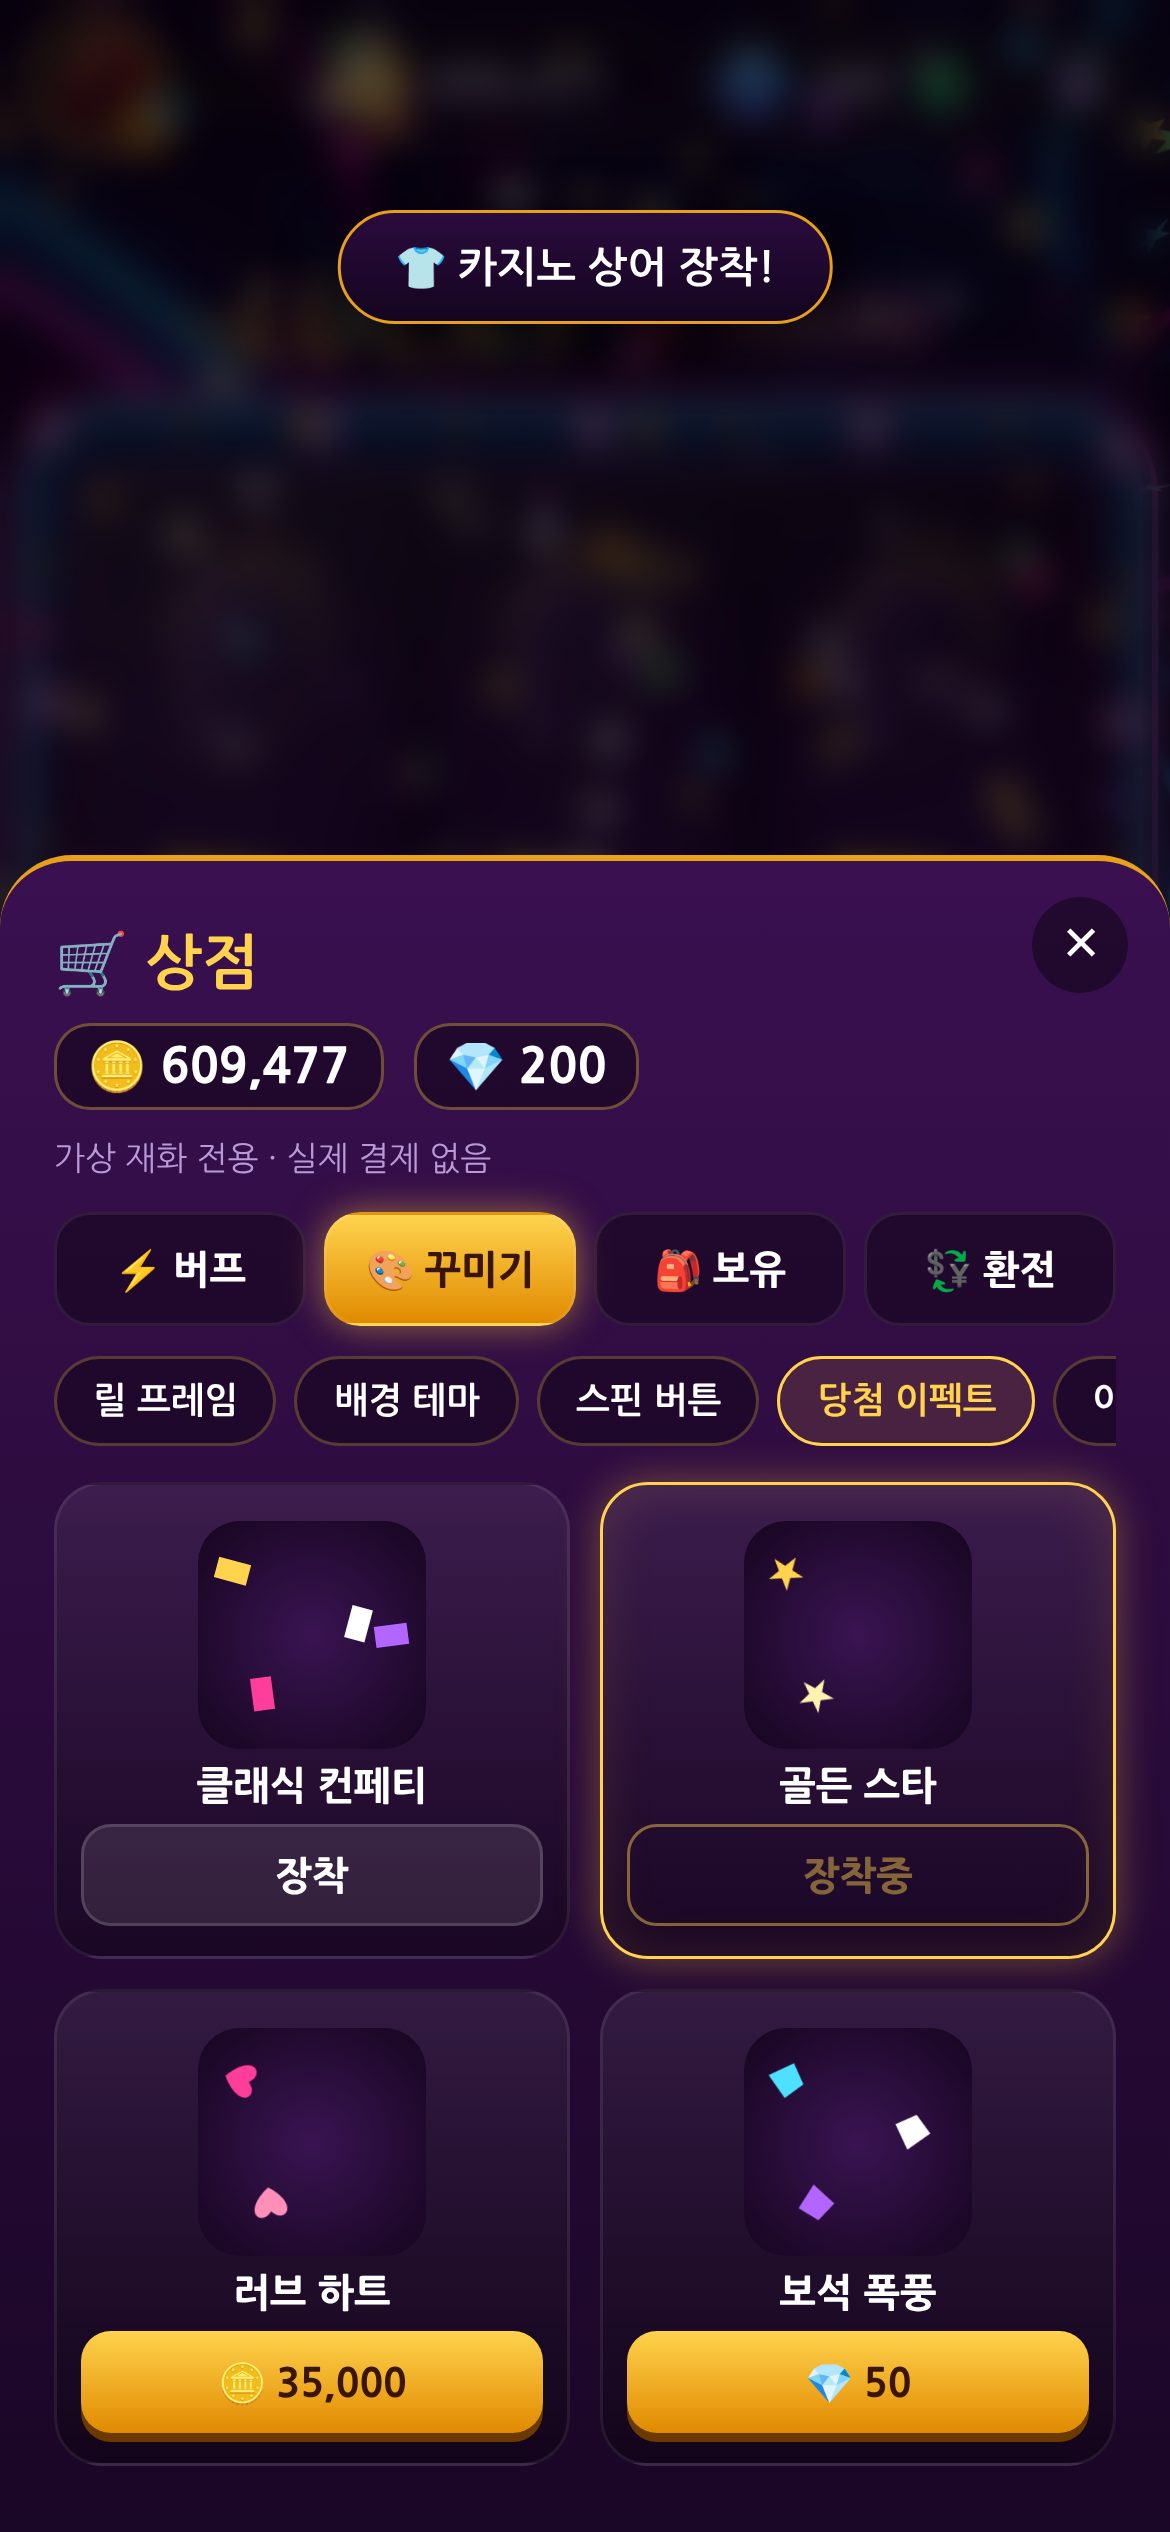 👕 카지노 상어 장착!
🛒 상점
🪙 609,477 💎 200
가상 재화 전용 · 실제 결제 없음
⚡ 버프 🎨 꾸미기 🎒 보유 💱 환전
릴 프레임 배경 테마 스핀 버튼 당첨 이펙트
클래식 컨페티 골든 스타
장착 장착중
러브 하트 보석 폭풍
🪙 35,000 💎 50